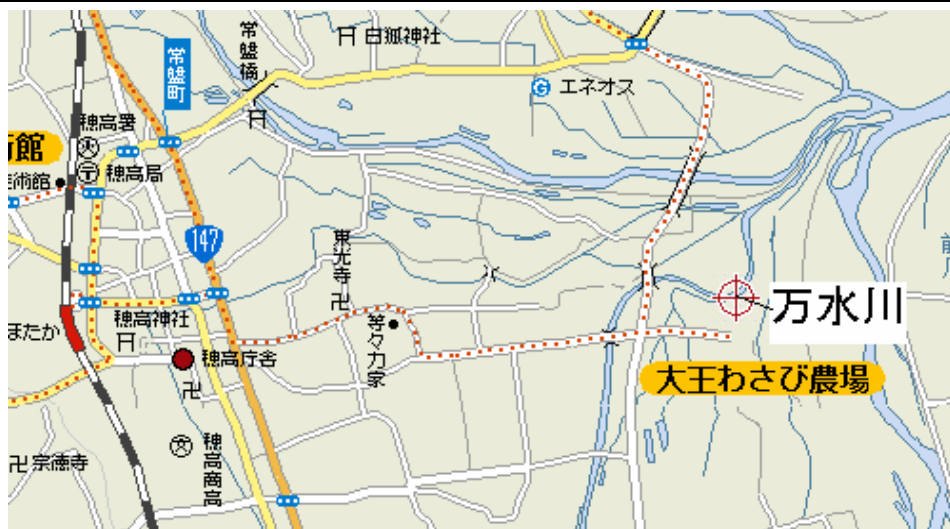 常盤橋
白狐神社
常盤町
G エネオス
穂高署
館
美術館
穂高局
147
東光寺
万水川
穂高神社
等々力家
ほたか
穂高庁舎
大王わさび農場
文
穂高商高
宗徳寺